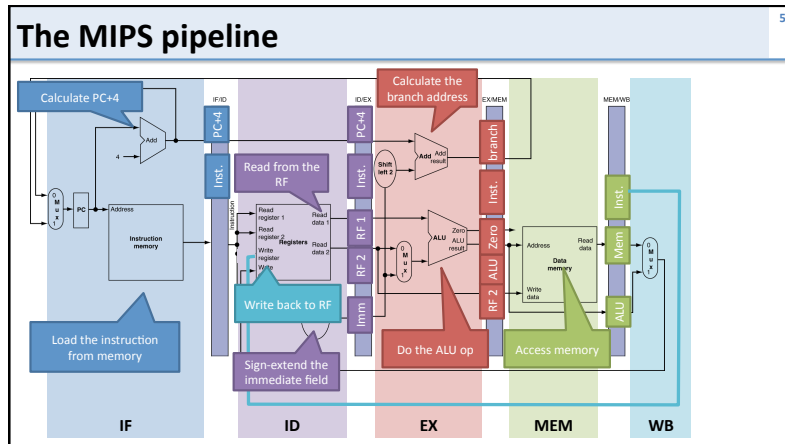 The MIPS pipeline
5
Calculate PC+4
Calculate the
branch address
IF/ID
ID/EX
EX/MEM
MEM/WB
PC+4
PC+4
branch
Add
4
Add
Add
result
Shift
left 2
Inst.
Inst.
Inst.
Inst.
Read from the
RF
0
M
u
x
1
PC
Address
Instruction
memory
Instruction
Read
register 1
Read
data 1
Read
register 2
Registers
Read
data 2
Write
register
Write
RF 1
RF 2
Imm
0
M
u
x
1
Zero
ALU
ALU
result
Zero
ALU
RF 2
Address
Read
data
Data
memory
Write
data
Mem
ALU
0
M
u
x
1
Write back to RF
Load the instruction
from memory
Sign-extend the
immediate field
Do the ALU op
Access memory
IF
ID
EX
MEM
WB